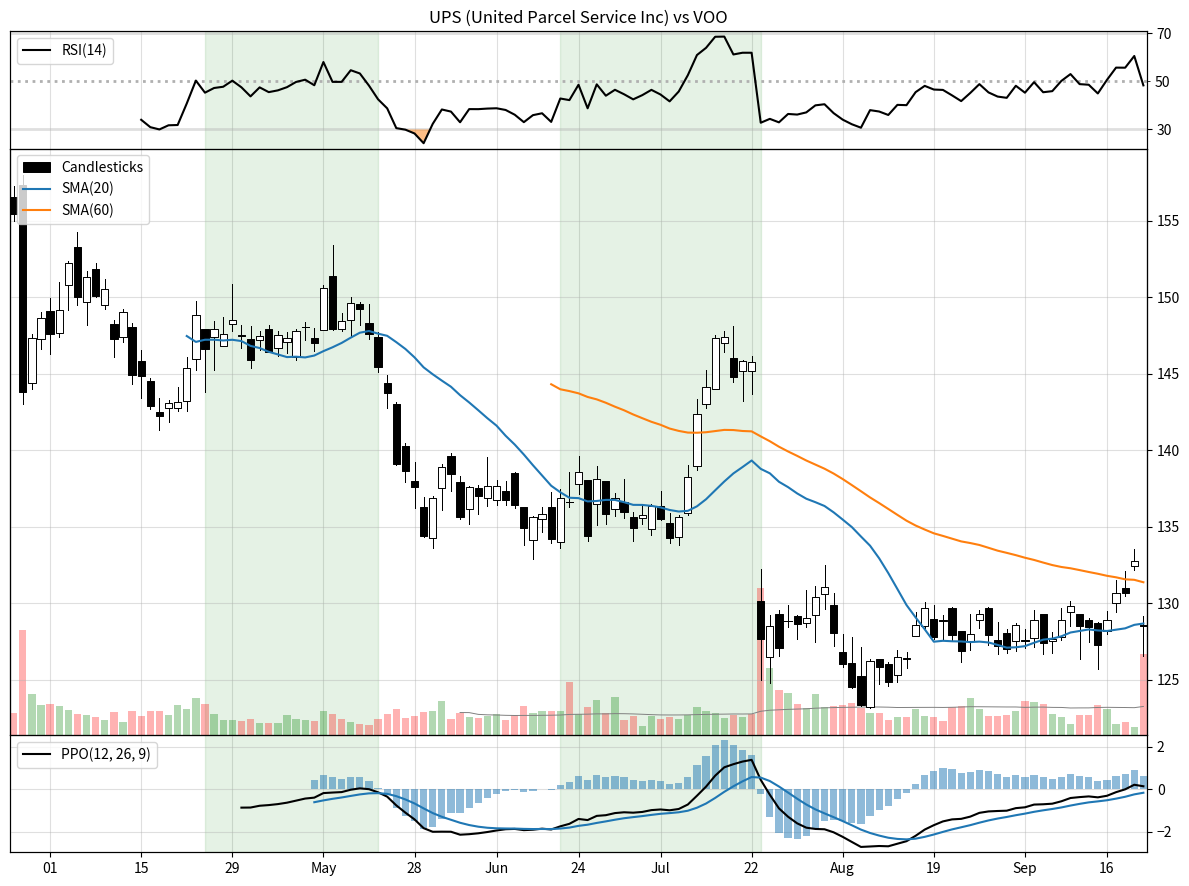 UPS (United Parcel Service Inc) vs VOO
RSI(14)
70
50
30
Candlesticks
SMA(20)
SMA(60)
155
150
145
140
135
130
125
PPO(12, 26, 9)
2
0
−2
01 15 29 May 28 Jun 24 Jul 22 Aug 19 Sep 16